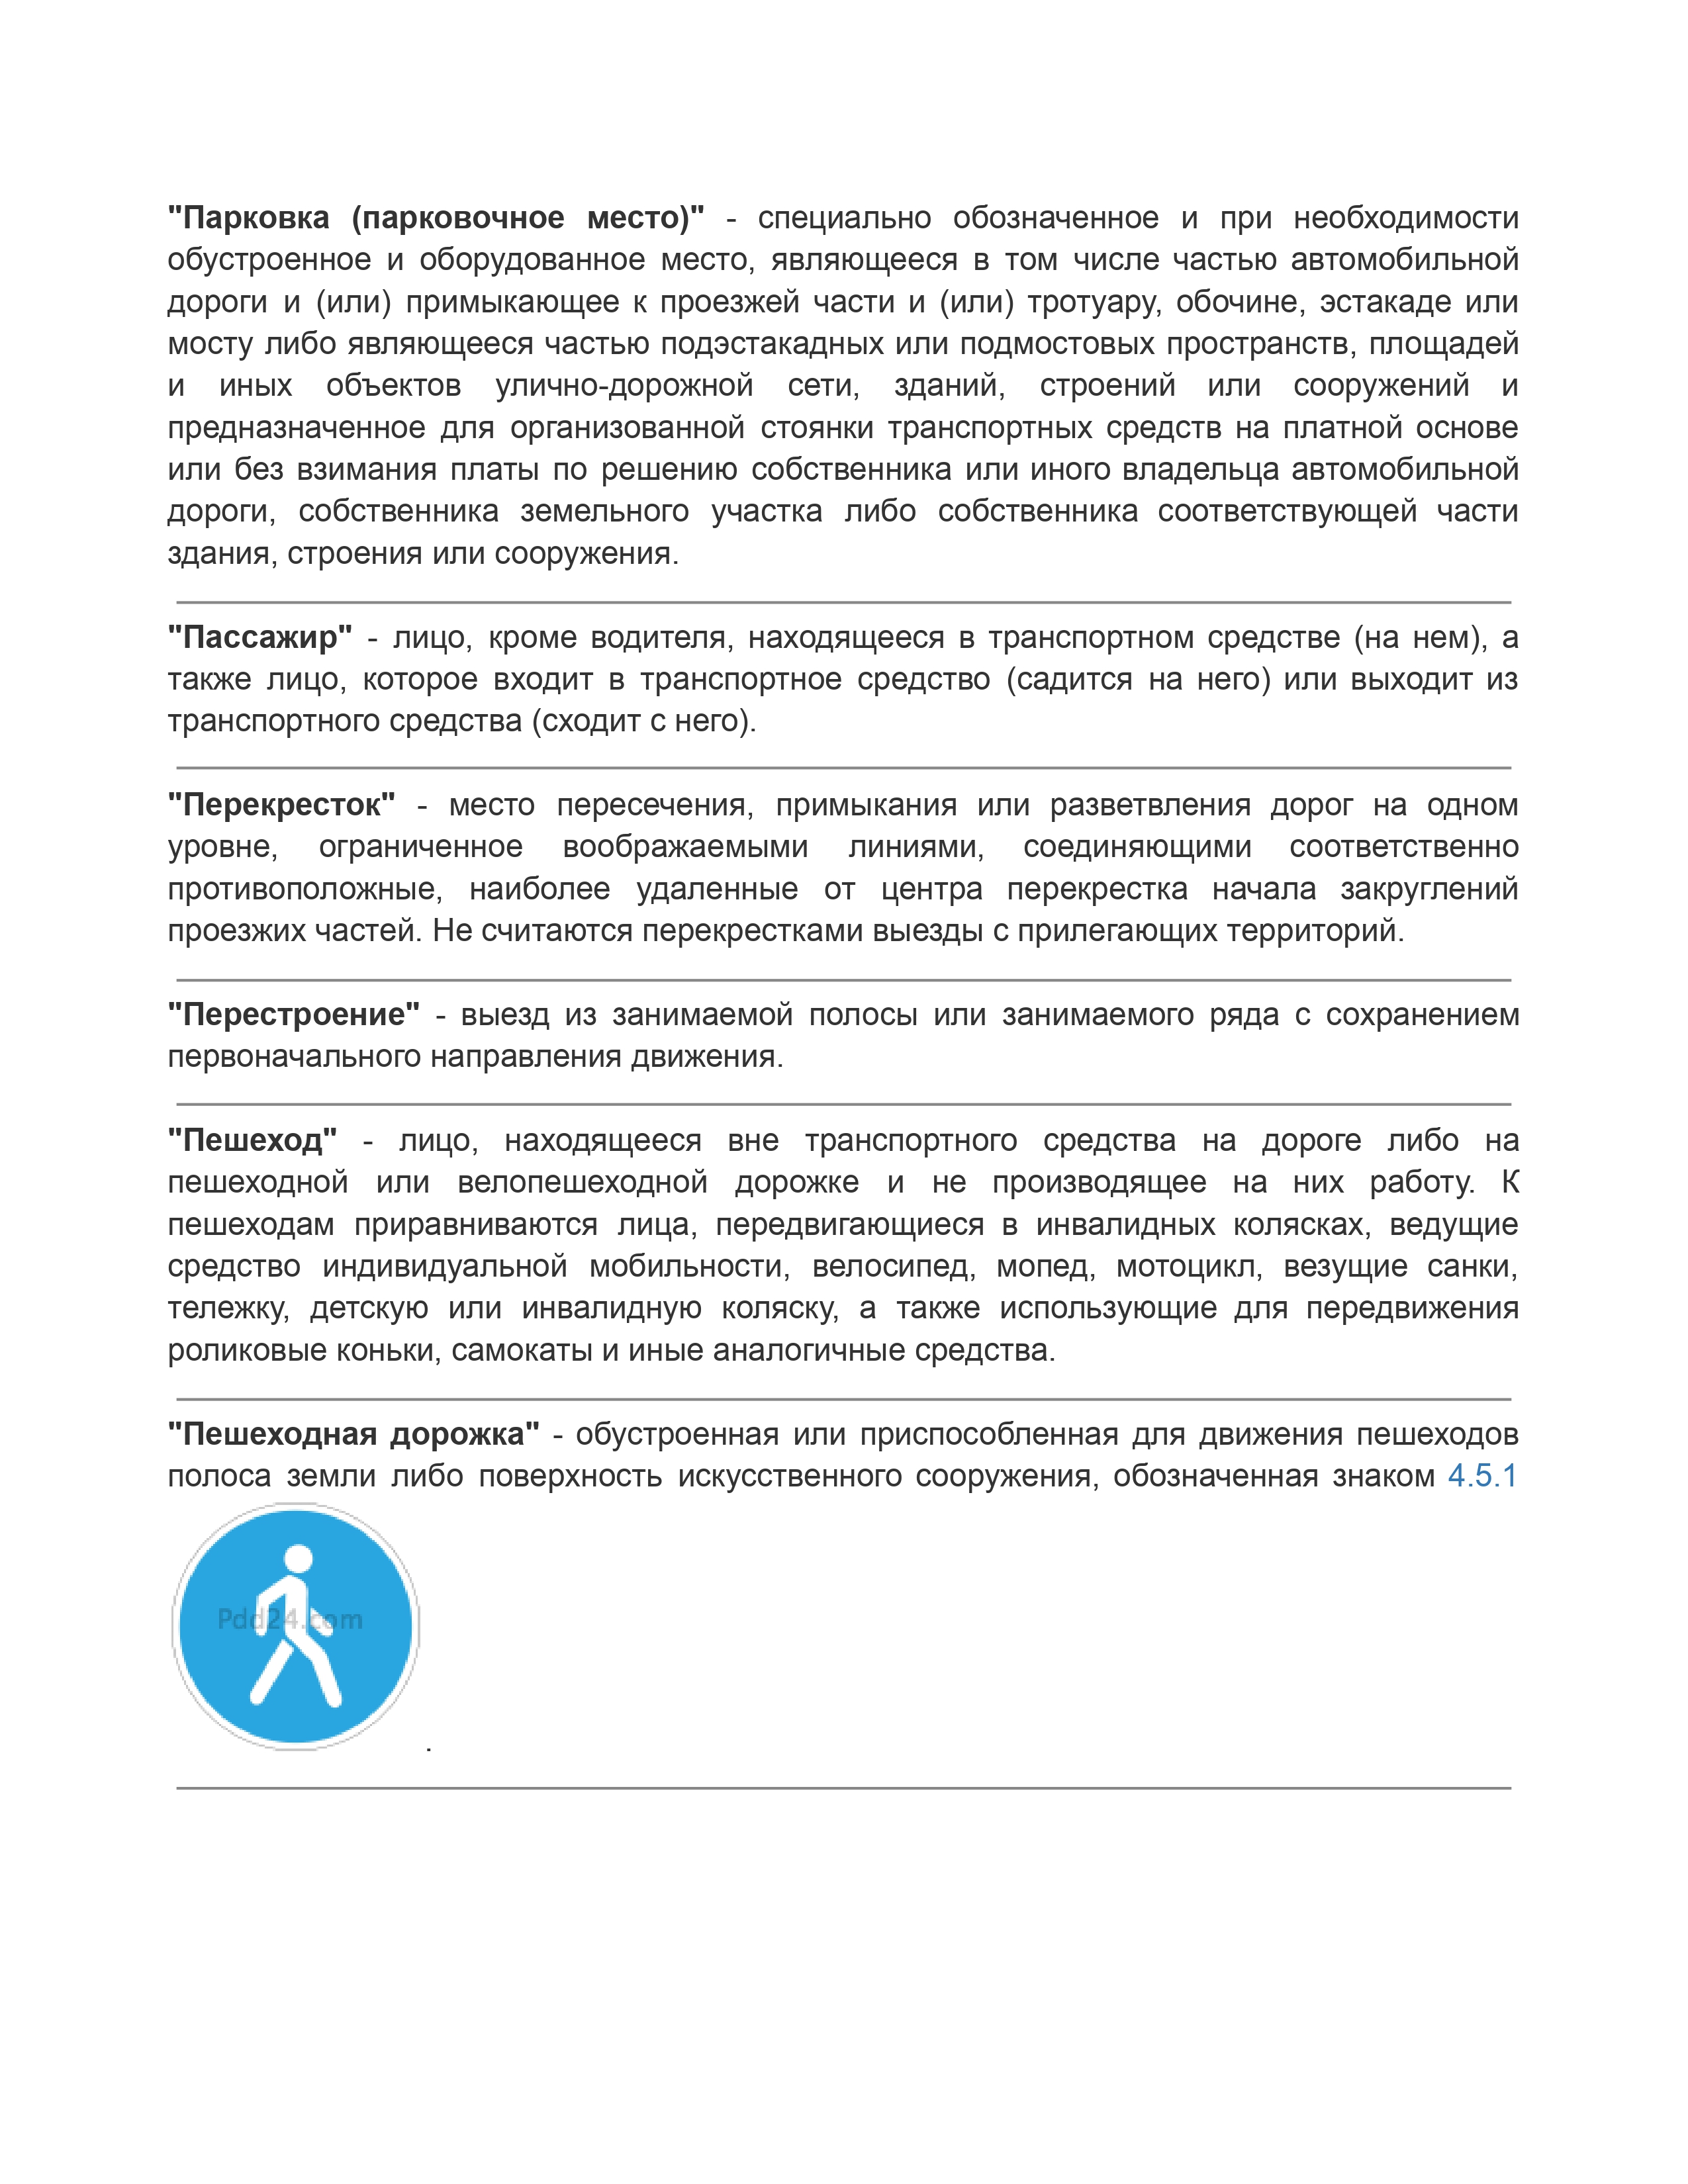 "Парковка (парковочное место)" - специально обозначенное и при необходимости
обустроенное и оборудованное место, являющееся в том числе частью автомобильной
дороги и (или) примыкающее к проезжей части и (или) тротуару, обочине, эстакаде или
мосту либо являющееся частью подэстакадных или подмостовых пространств, площадей
и иных объектов улично-дорожной сети, зданий, строений или сооружений и
предназначенное для организованной стоянки транспортных средств на платной основе
или без взимания платы по решению собственника или иного владельца автомобильной
дороги, собственника земельного участка либо собственника соответствующей части
здания, строения или сооружения.
"Пассажир" - лицо, кроме водителя, находящееся в транспортном средстве (на нем), а
также лицо, которое входит в транспортное средство (садится на него) или выходит из
транспортного средства (сходит с него).
"Перекресток" - место пересечения, примыкания или разветвления дорог на одном
уровне, ограниченное воображаемыми линиями, соединяющими соответственно
противоположные, наиболее удаленные от центра перекрестка начала закруглений
проезжих частей. Не считаются перекрестками выезды с прилегающих территорий.
"Перестроение" - выезд из занимаемой полосы или занимаемого ряда с сохранением
первоначального направления движения.
"Пешеход" - лицо, находящееся вне транспортного средства на дороге либо на
пешеходной или велопешеходной дорожке и не производящее на них работу. К
пешеходам приравниваются лица, передвигающиеся в инвалидных колясках, ведущие
средство индивидуальной мобильности, велосипед, мопед, мотоцикл, везущие санки,
тележку, детскую или инвалидную коляску, а также использующие для передвижения
роликовые коньки, самокаты и иные аналогичные средства.
"Пешеходная дорожка" - обустроенная или приспособленная для движения пешеходов
полоса земли либо поверхность искусственного сооружения, обозначенная знаком 4.5.1
Pdd24.com
.